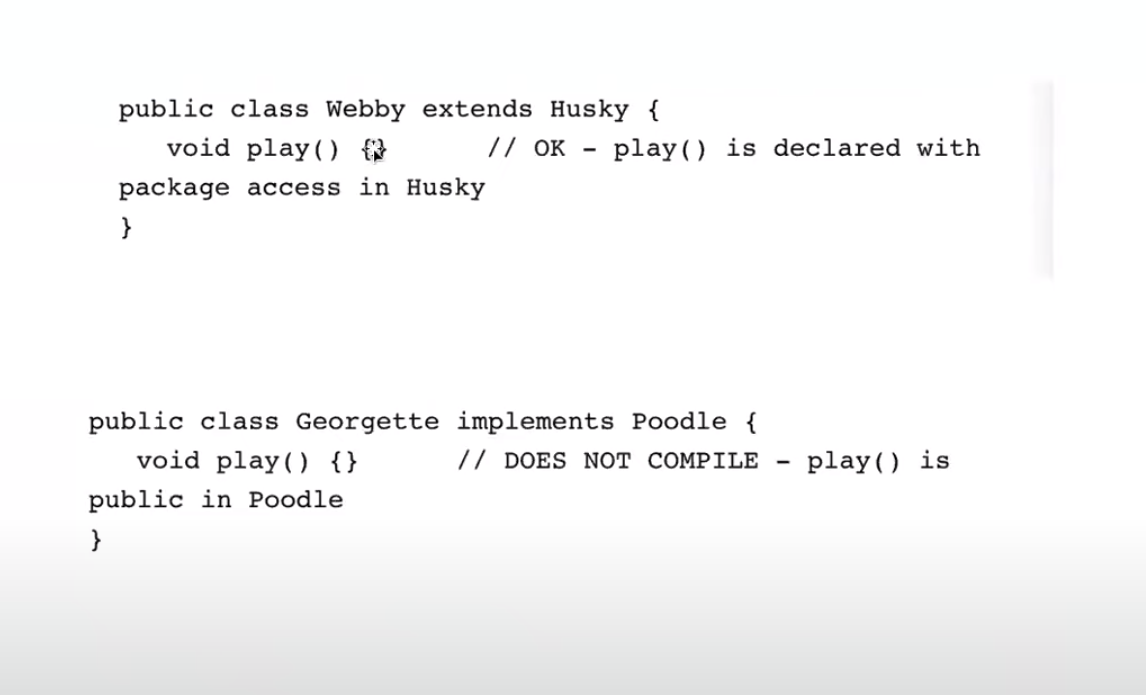 public class Webby extends Husky {
void play() {}      // OK – play() is declared with
package access in Husky
}
public class Georgette implements Poodle {
void play() {}      // DOES NOT COMPILE – play() is
public in Poodle
}